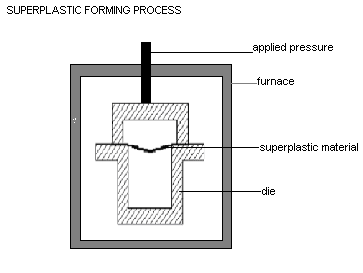 SUPERPLASTIC FORMING PROCESS
applied pressure
furnace
superplastic material
die